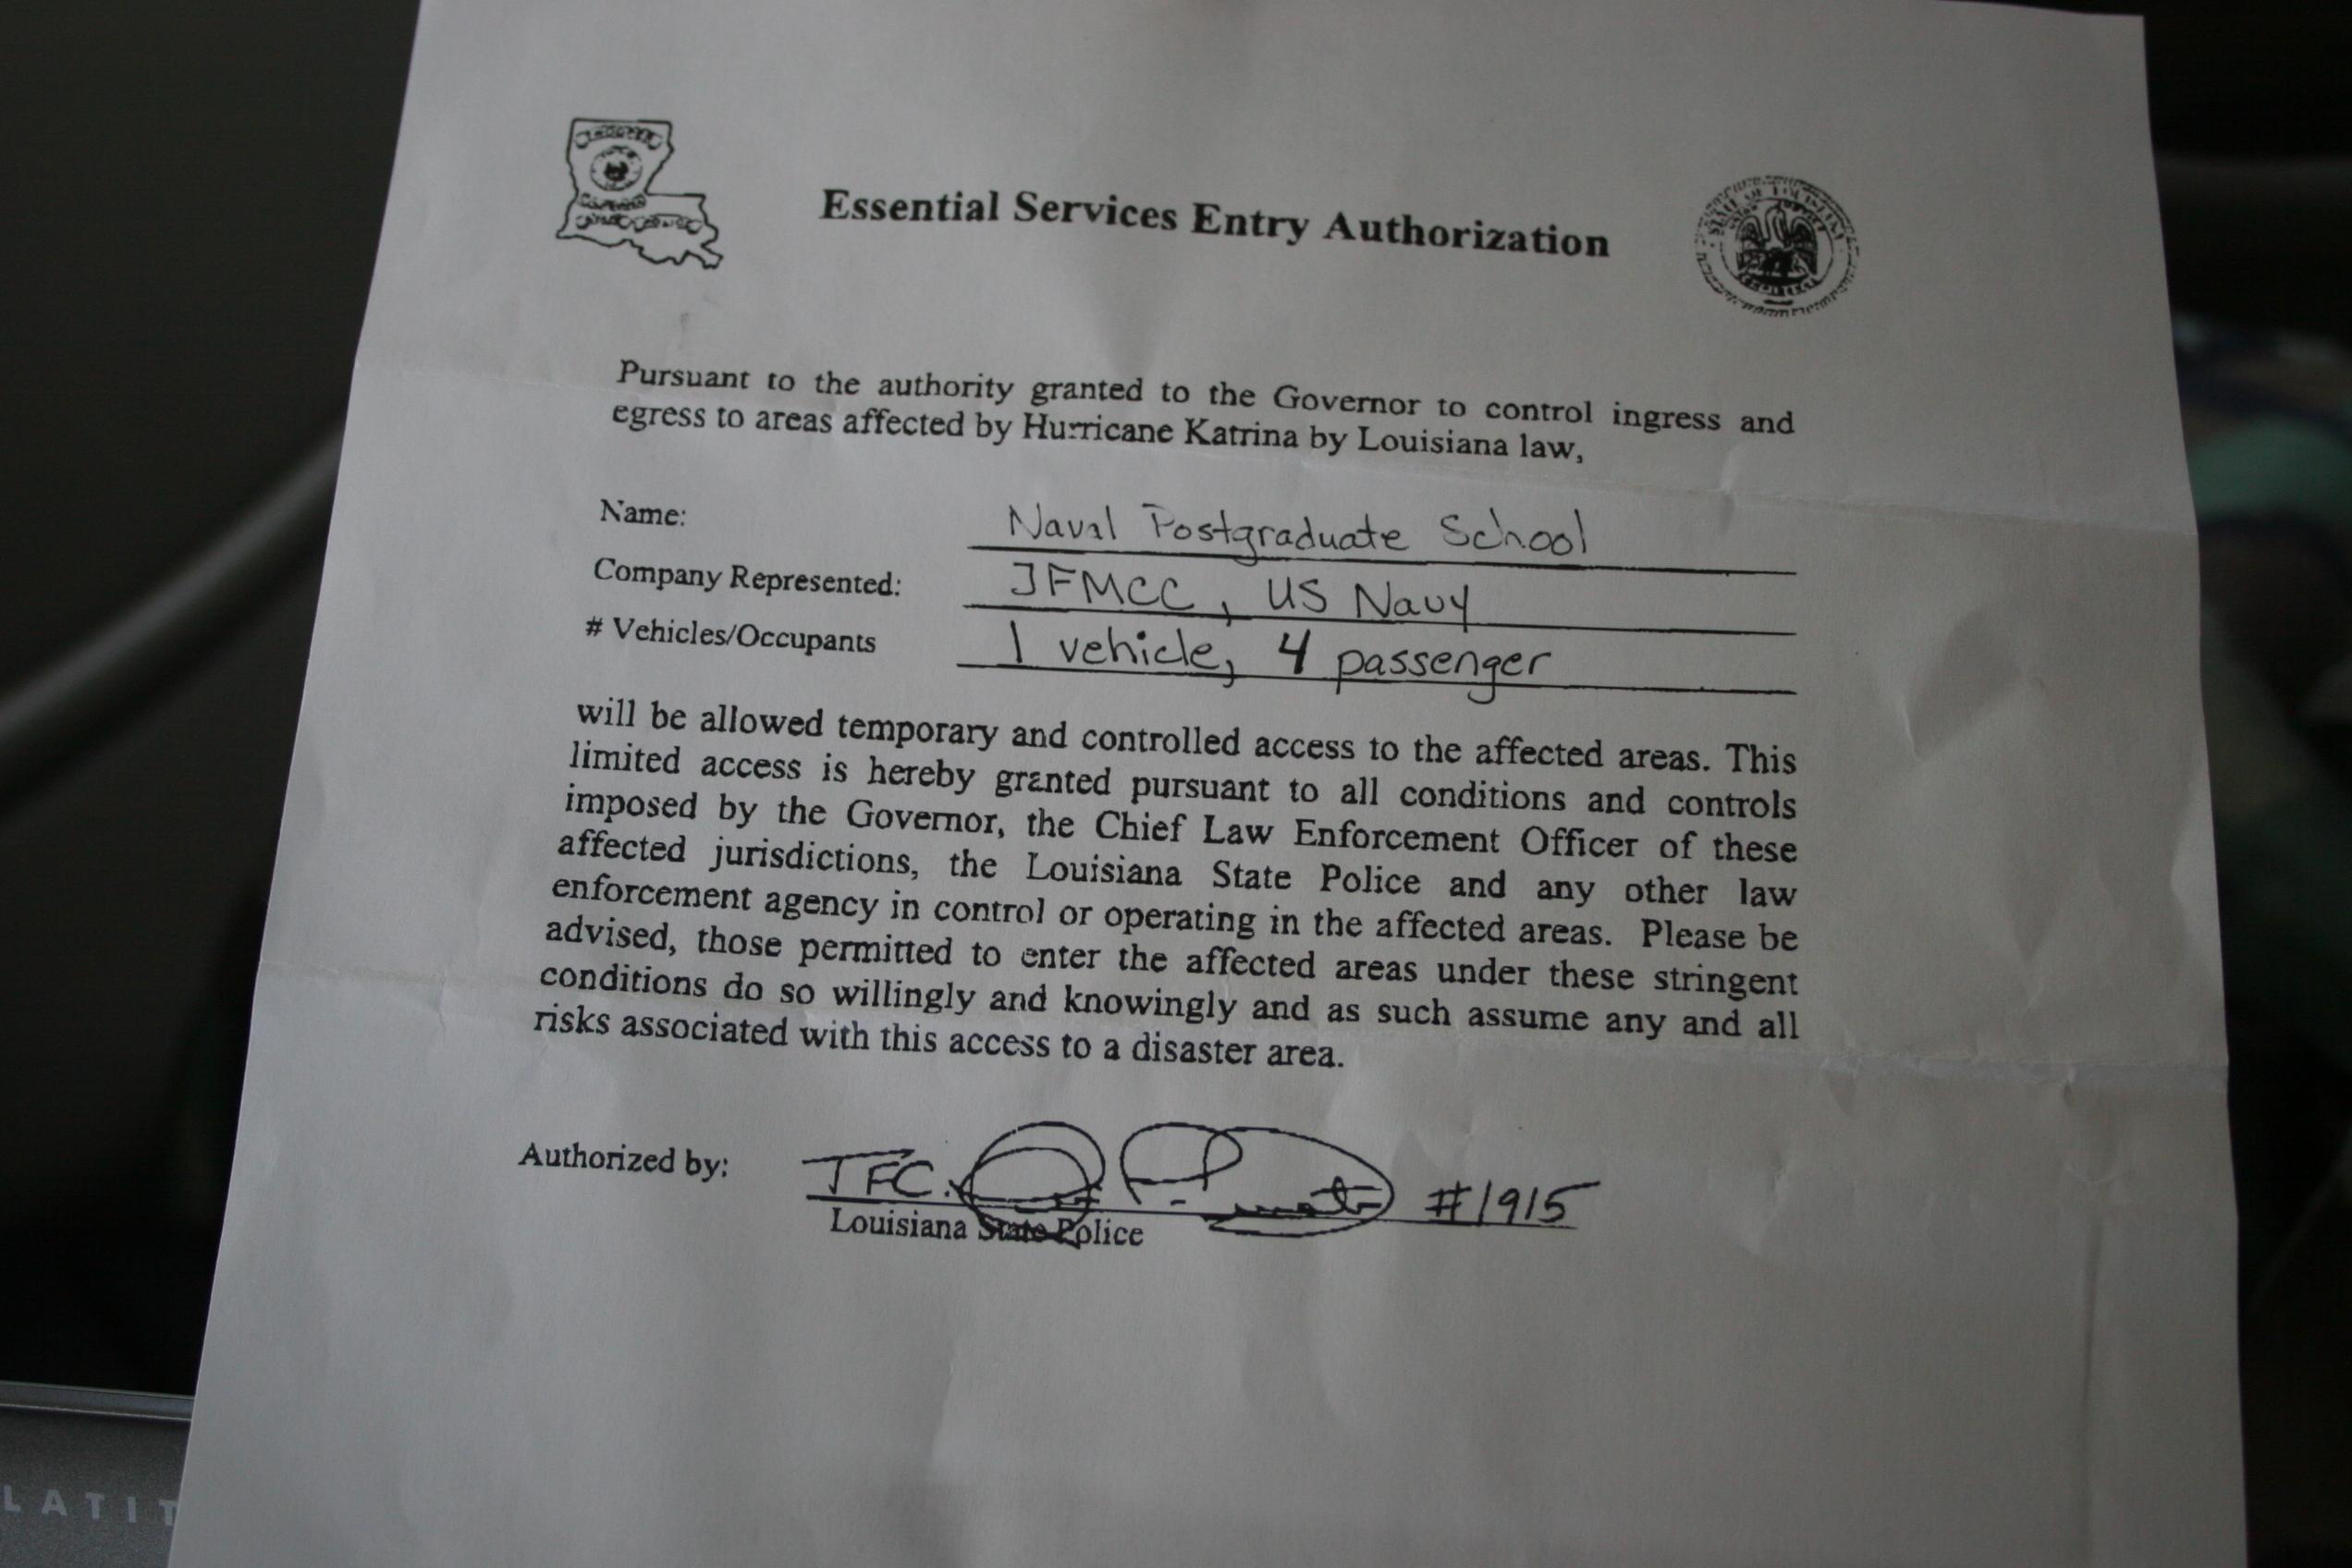 Essential Services Entry Authorization
STATE OF LOUISIANA
Pursuant to the authority granted to the Governor to control ingress and
egress to areas affected by Hurricane Katrina by Louisiana law,
Name: Naval Postgraduate School
Company Represented: JFMCC, US Navy
# Vehicles/Occupants 1 vehicle, 4 passenger
will be allowed temporary and controlled access to the affected areas. This
limited access is hereby granted pursuant to all conditions and controls
imposed by the Governor, the Chief Law Enforcement Officer of these
affected jurisdictions, the Louisiana State Police and any other law
enforcement agency in control or operating in the affected areas. Please be
advised, those permitted to enter the affected areas under these stringent
conditions do so willingly and knowingly and as such assume any and all
risks associated with this access to a disaster area.
Authorized by: TFC. #1915
Louisiana State Police
LATIT